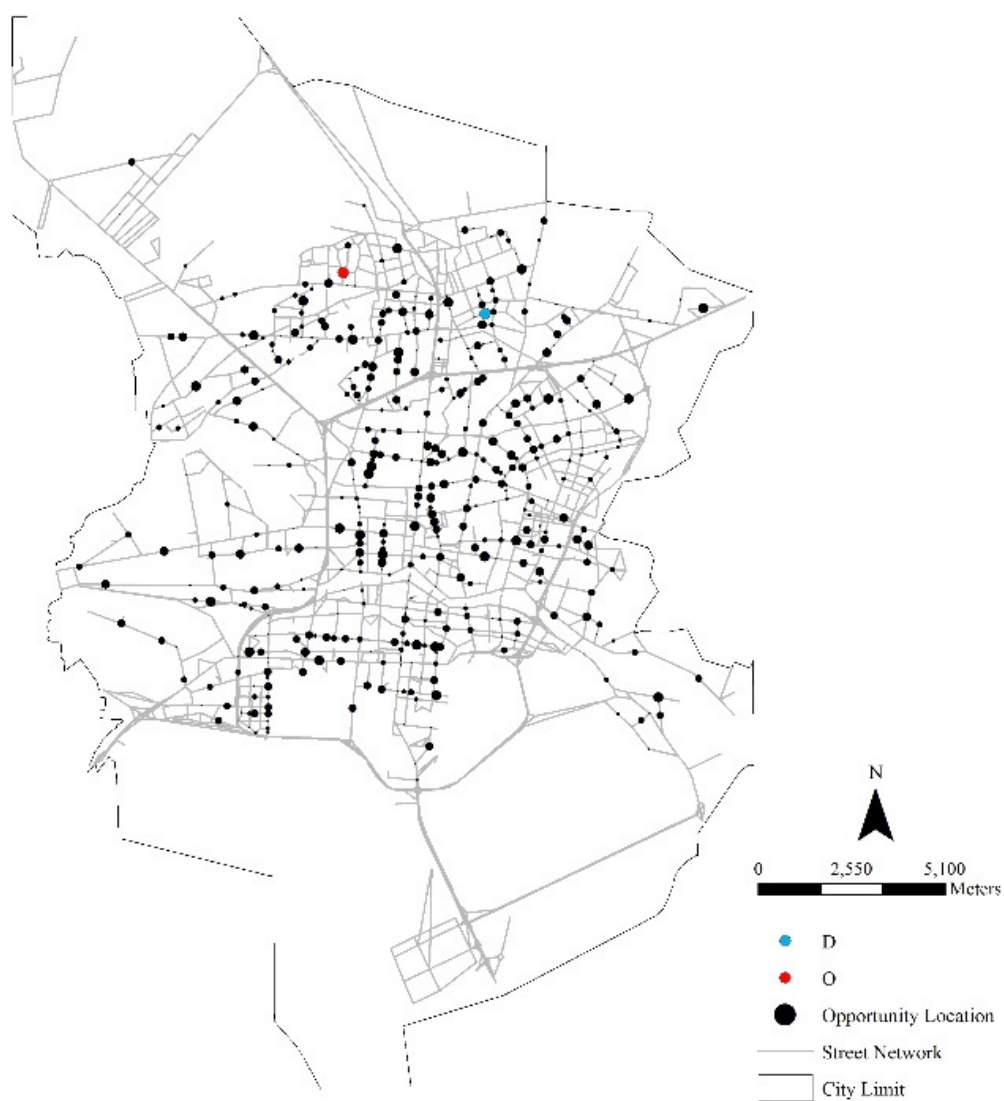 N
0 2,550 5,100
Meters
D
O
Opportunity Location
Street Network
City Limit